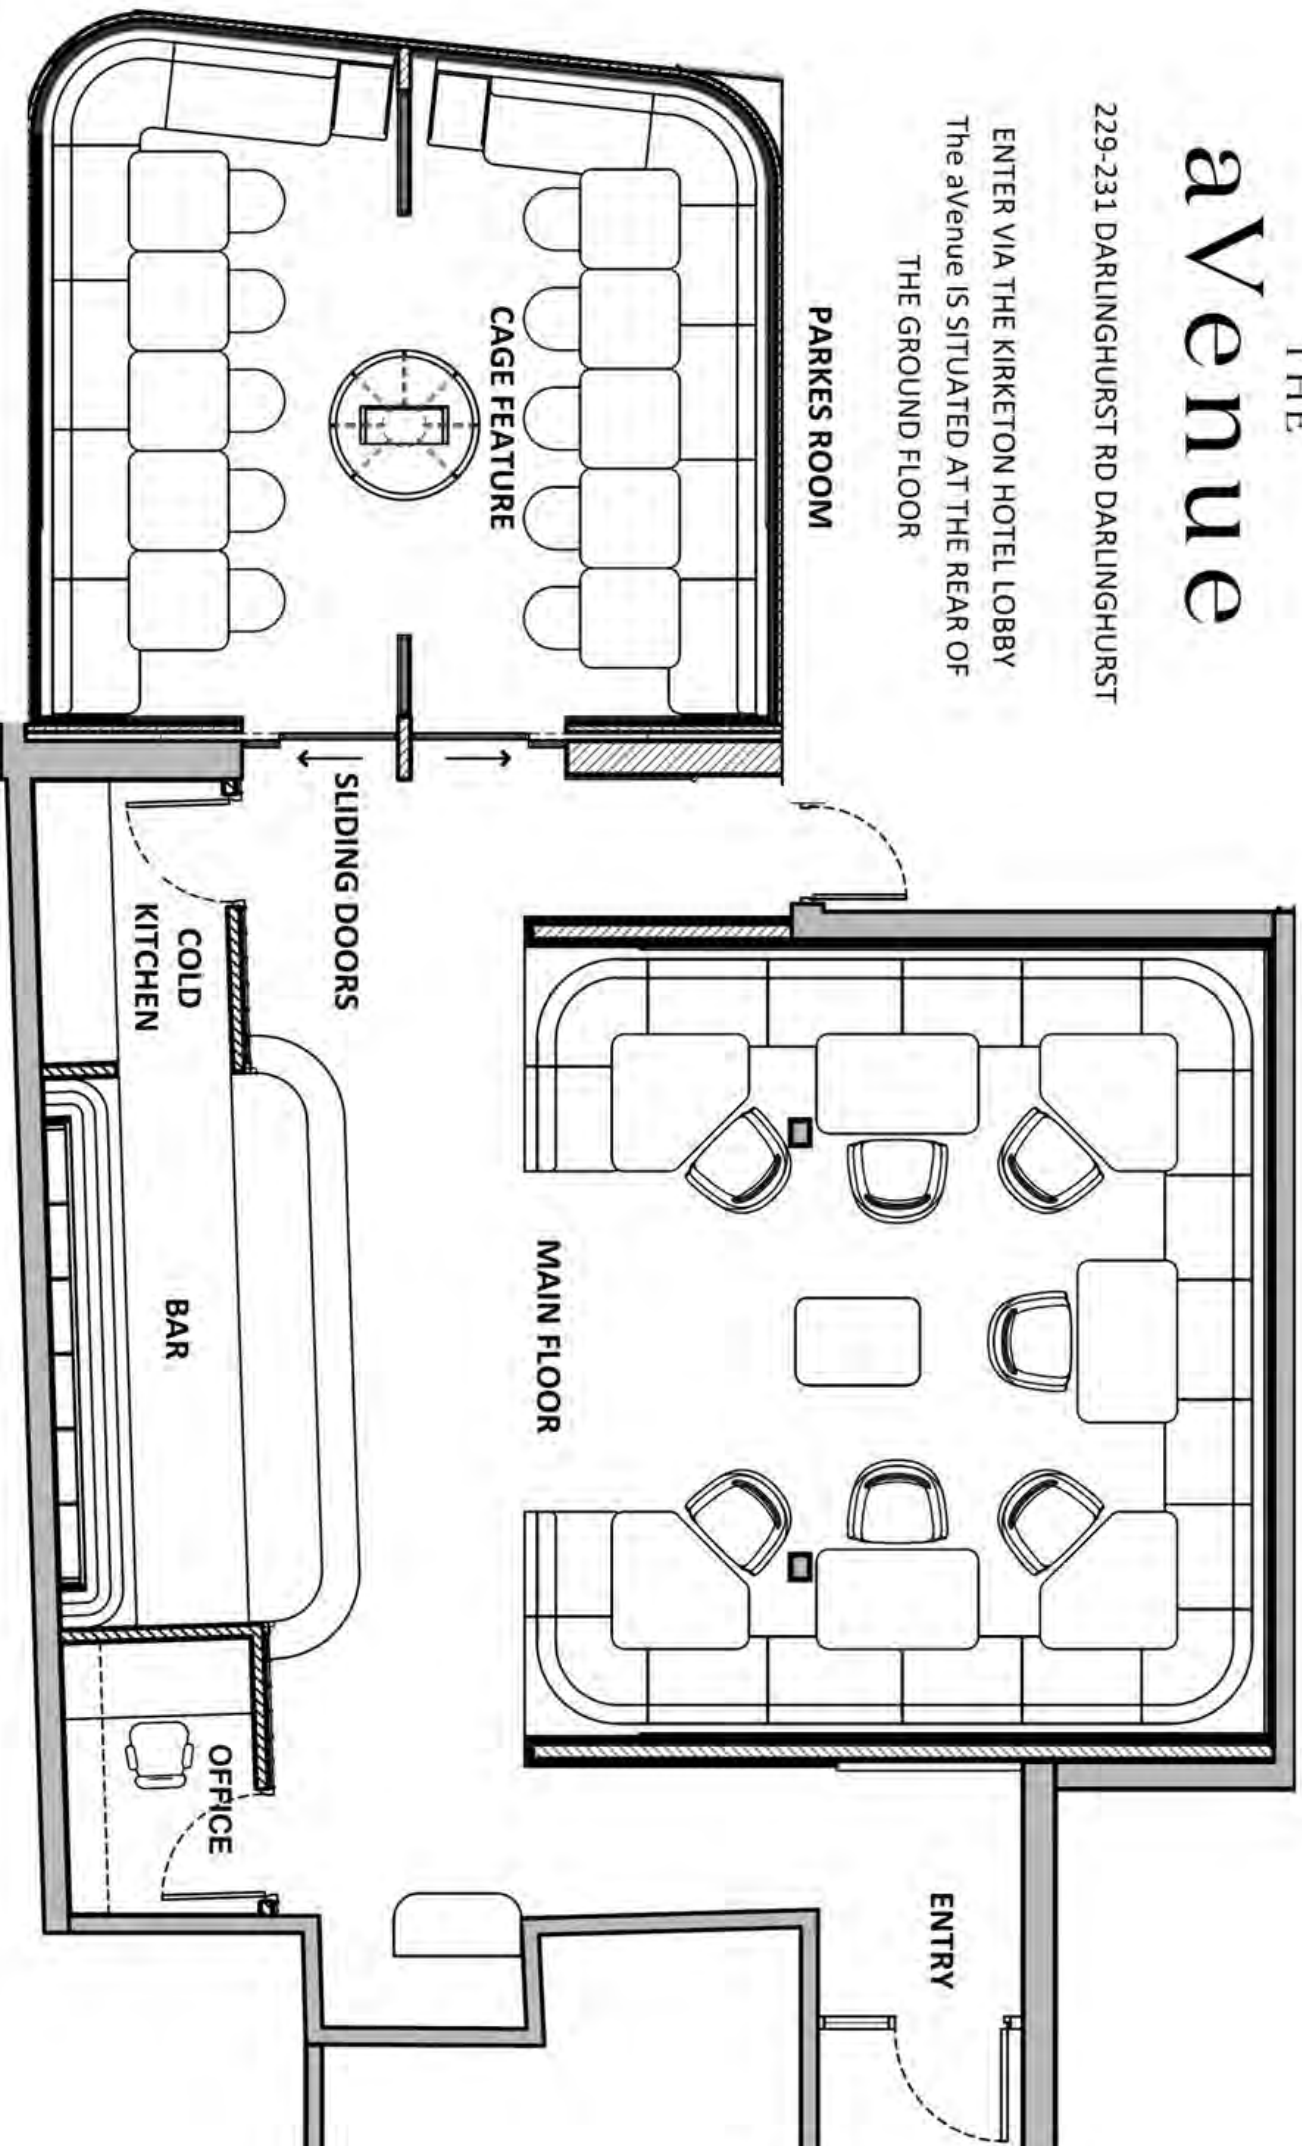 THE
aVenue
229-231 DARLINGHURST RD DARLINGHURST
ENTER VIA THE KIRKETON HOTEL LOBBY
The aVenue IS SITUATED AT THE REAR OF
THE GROUND FLOOR
PARKES ROOM
CAGE FEATURE
SLIDING DOORS
COLD
KITCHEN
MAIN FLOOR
BAR
OFFICE
ENTRY